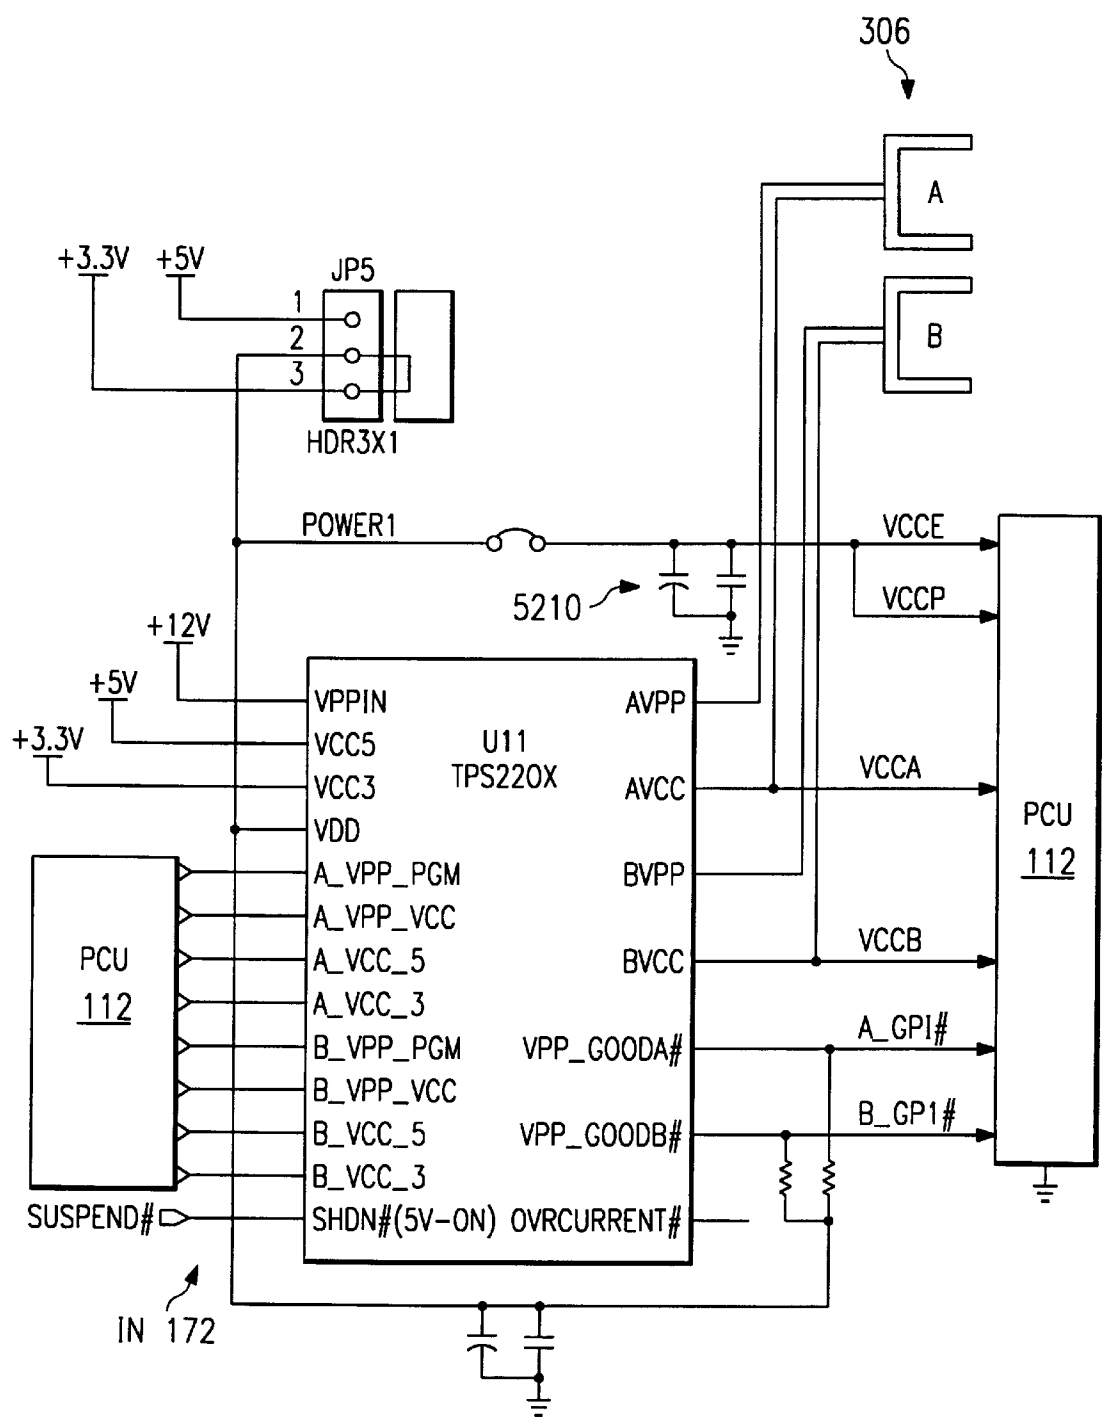 306
A
B
+3.3V +5V
JP5
1
2
3
HDR3X1
POWER1
VCCE
VCCP
5210
+12V
+5V
+3.3V
VPPIN
VCC5
VCC3
VDD
A_VPP_PGM
A_VPP_VCC
A_VCC_5
A_VCC_3
B_VPP_PGM
B_VPP_VCC
B_VCC_5
B_VCC_3
SHDN#(5V-ON)
U11
TPS220X
AVPP
AVCC
BVPP
BVCC
VPP_GOODA#
VPP_GOODB#
OVRCURRENT#
VCCA
VCCB
A_GPI#
B_GP1#
PCU
112
PCU
112
SUSPEND#
IN 172